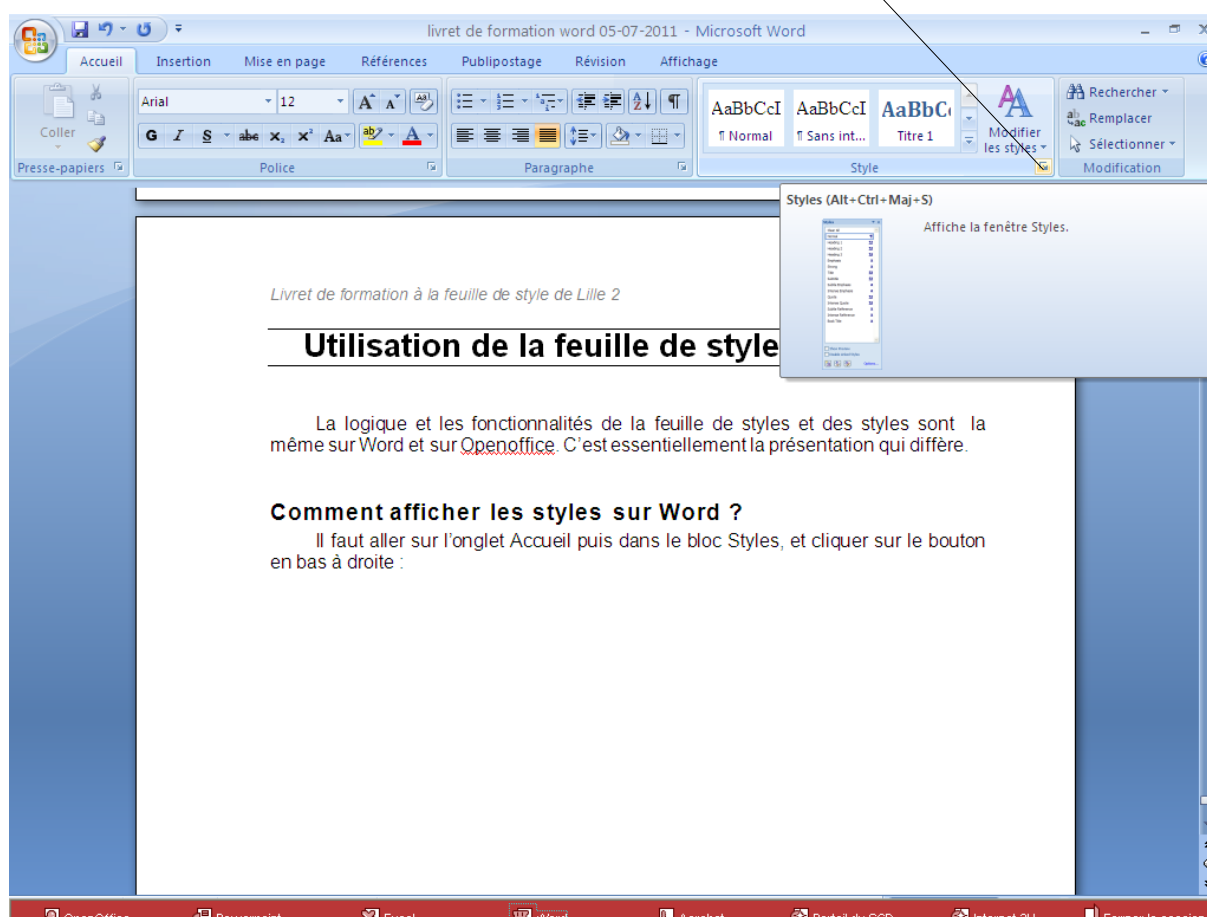 livret de formation word 05-07-2011 - Microsoft Word
Accueil Insertion Mise en page Références Publipostage Révision Affichage
Coller
Arial 12
G I S abe x₂ x² Aa ab A
AaBbCcI AaBbCcI AaBbC
¶ Normal ¶ Sans int... Titre 1
Modifier les styles
Rechercher
Remplacer
Sélectionner
Presse-papiers Police Paragraphe Style Modification
Styles (Alt+Ctrl+Maj+S)
Affiche la fenêtre Styles.
Livret de formation à la feuille de style de Lille 2
Utilisation de la feuille de style
La logique et les fonctionnalités de la feuille de styles et des styles sont la
même sur Word et sur Openoffice. C'est essentiellement la présentation qui diffère.
Comment afficher les styles sur Word ?
Il faut aller sur l'onglet Accueil puis dans le bloc Styles, et cliquer sur le bouton
en bas à droite :